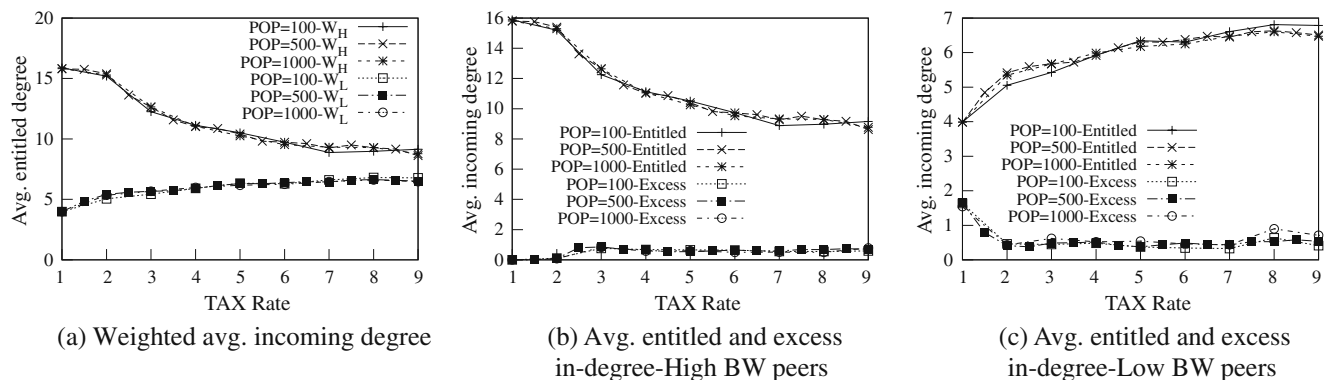 20
15
10
5
0
Avg. entitled degree
POP=100-W_H
POP=500-W_H
POP=1000-W_H
POP=100-W_L
POP=500-W_L
POP=1000-W_L
1 2 3 4 5 6 7 8 9
TAX Rate
(a) Weighted avg. incoming degree
16
14
12
10
8
6
4
2
0
Avg. incoming degree
POP=100-Entitled
POP=500-Entitled
POP=1000-Entitled
POP=100-Excess
POP=500-Excess
POP=1000-Excess
1 2 3 4 5 6 7 8 9
TAX Rate
(b) Avg. entitled and excess
in-degree-High BW peers
7
6
5
4
3
2
1
0
Avg. incoming degree
POP=100-Entitled
POP=500-Entitled
POP=1000-Entitled
POP=100-Excess
POP=500-Excess
POP=1000-Excess
1 2 3 4 5 6 7 8 9
TAX Rate
(c) Avg. entitled and excess
in-degree-Low BW peers